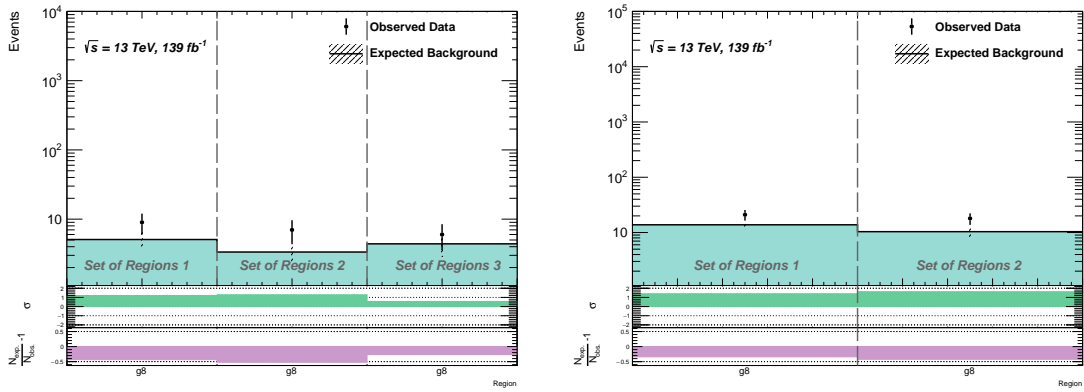 Events
10⁴
10³
10²
10
√s = 13 TeV, 139 fb⁻¹
Observed Data
Expected Background
Set of Regions 1
Set of Regions 2
Set of Regions 3
σ
2
1
0
−1
−2
N_exp. / N_obs. -1
0.5
0
−0.5
g8
g8
g8
Region
Events
10⁵
10⁴
10³
10²
10
√s = 13 TeV, 139 fb⁻¹
Observed Data
Expected Background
Set of Regions 1
Set of Regions 2
σ
2
1
0
−1
−2
N_exp. / N_obs. -1
0.5
0
−0.5
g8
g8
Region